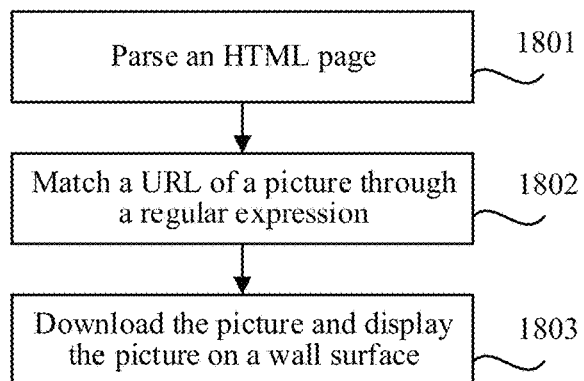 Parse an HTML page
1801
Match a URL of a picture through
a regular expression
1802
Download the picture and display
the picture on a wall surface
1803